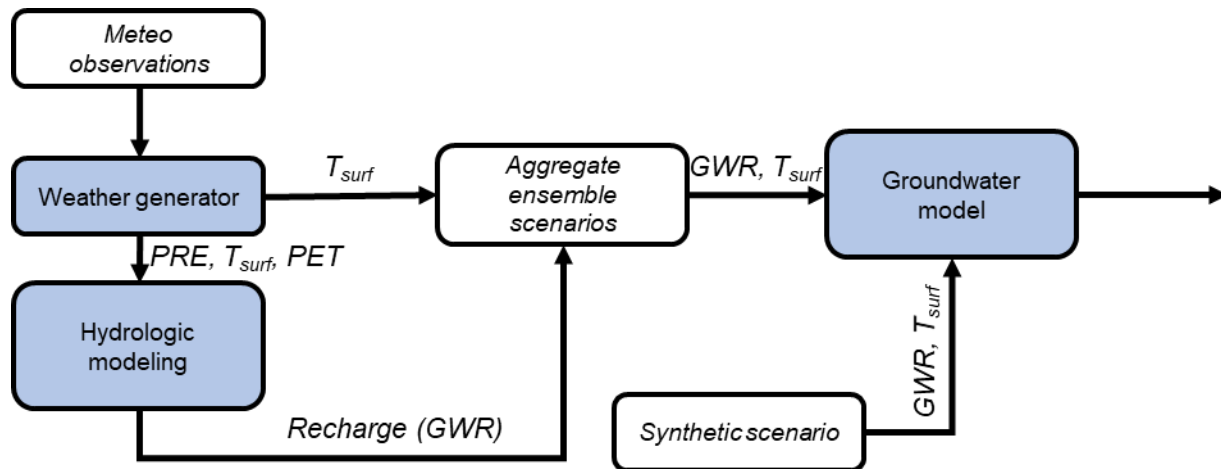 Meteo
observations
Weather generator
T_surf
Aggregate
ensemble
scenarios
GWR, T_surf
Groundwater
model
PRE, T_surf, PET
Hydrologic
modeling
Recharge (GWR)
Synthetic scenario
GWR, T_surf